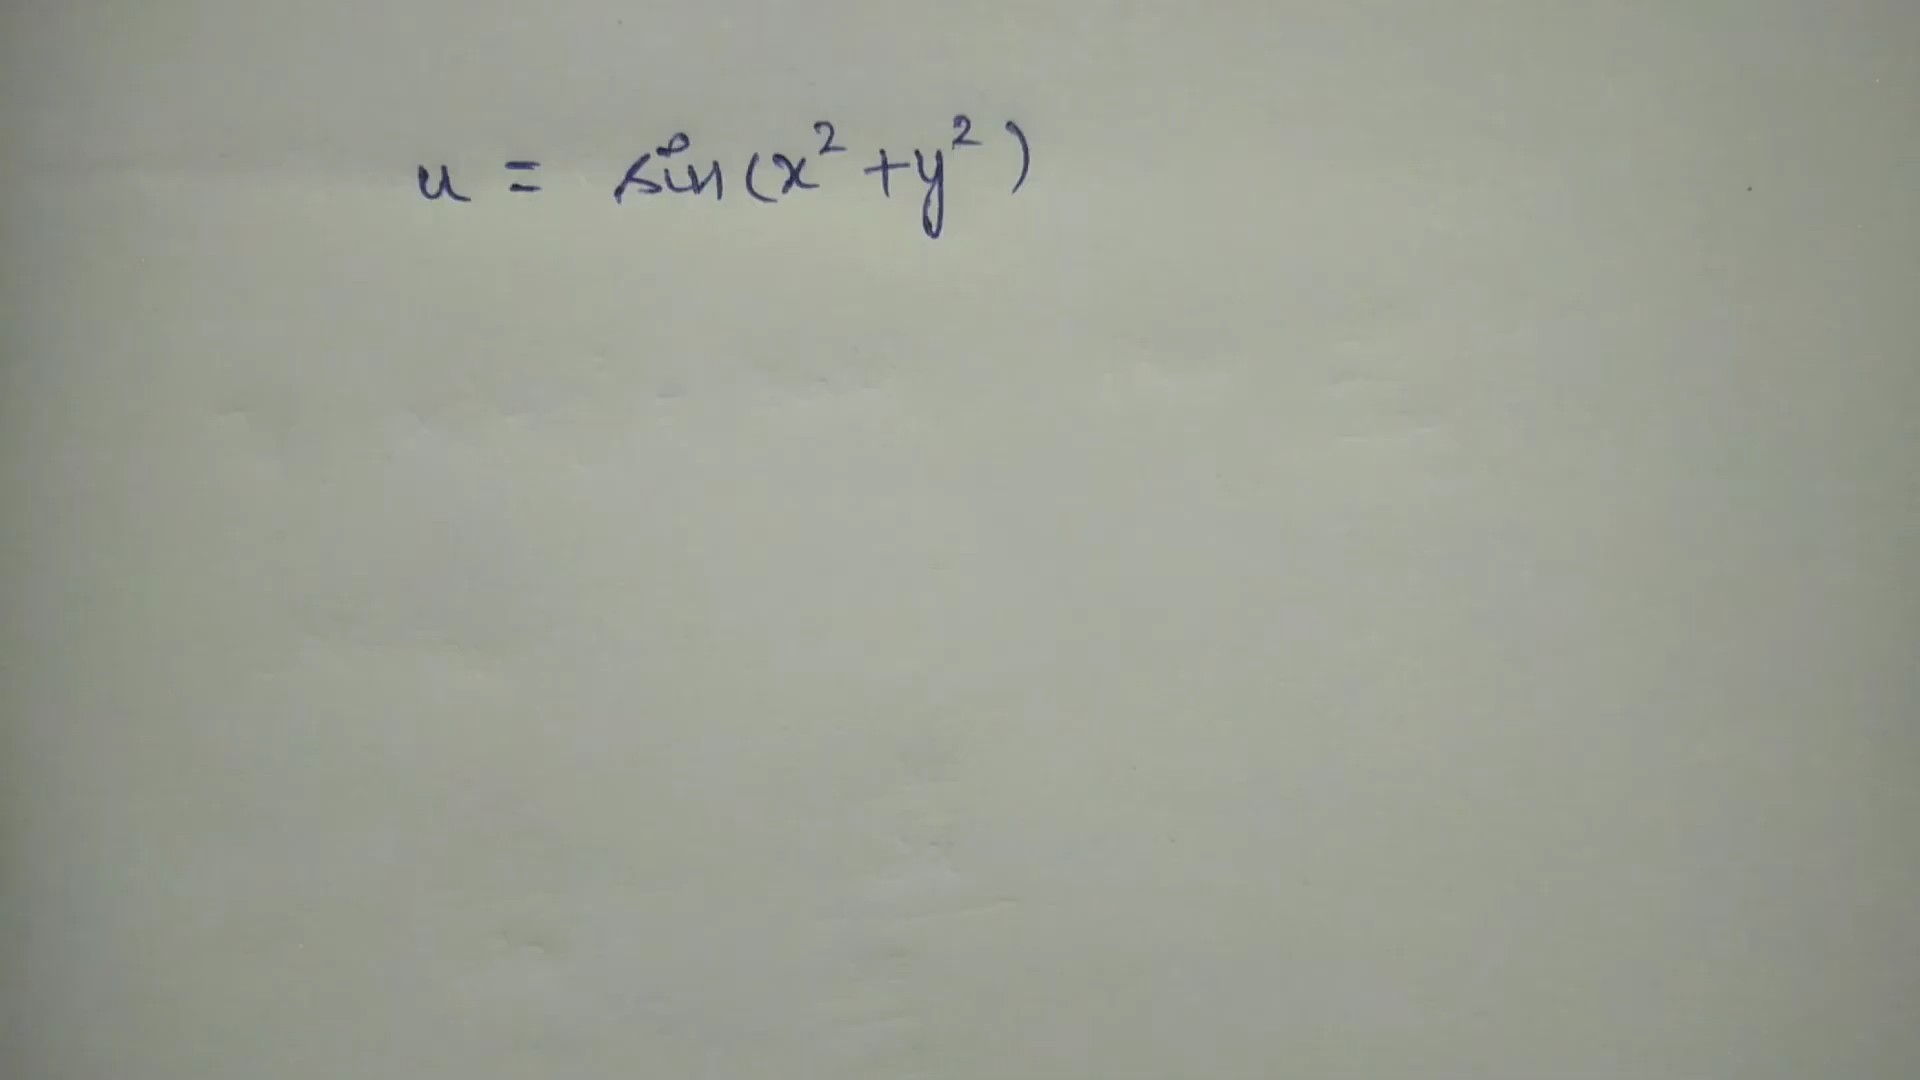 u = sin(x² + y²)